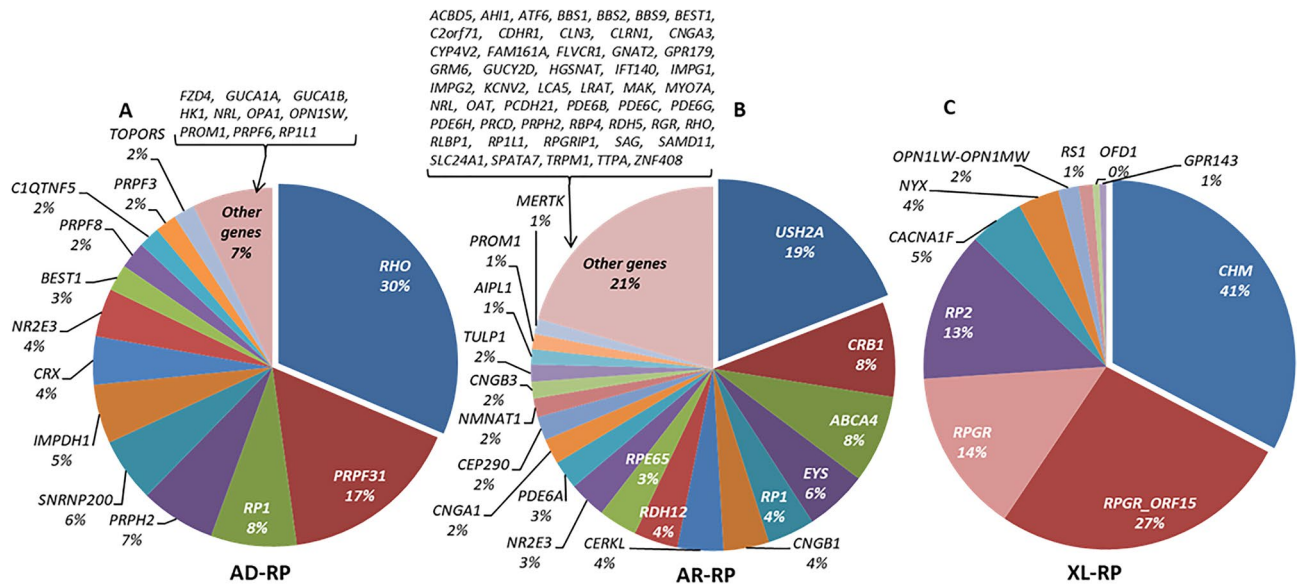 A
FZD4, GUCA1A, GUCA1B,
HK1, NRL, OPA1, OPN1SW,
PROM1, PRPF6, RP1L1
TOPORS
2%
PRPF3
2%
C1QTNF5
2%
PRPF8
2%
BEST1
3%
NR2E3
4%
CRX
4%
IMPDH1
5%
SNRNP200
6%
PRPH2
7%
RP1
8%
PRPF31
17%
RHO
30%
Other
genes
7%
AD-RP
ACBD5, AHI1, ATF6, BBS1, BBS2, BBS9, BEST1,
C2orf71, CDHR1, CLN3, CLRN1, CNGA3,
CYP4V2, FAM161A, FLVCR1, GNAT2, GPR179,
GRM6, GUCY2D, HGSNAT, IFT140, IMPG1,
IMPG2, KCNV2, LCA5, LRAT, MAK, MYO7A,
NRL, OAT, PCDH21, PDE6B, PDE6C, PDE6G,
PDE6H, PRCD, PRPH2, RBP4, RDH5, RGR, RHO,
RLBP1, RP1L1, RPGRIP1, SAG, SAMD11,
SLC24A1, SPATA7, TRPM1, TTPA, ZNF408
B
MERTK
1%
PROM1
1%
AIPL1
1%
TULP1
2%
CNGB3
2%
NMNAT1
2%
CEP290
2%
CNGA1
2%
PDE6A
3%
NR2E3
3%
RPE65
3%
RDH12
4%
CERKL
4%
CNGB1
4%
RP1
4%
EYS
6%
ABCA4
8%
CRB1
8%
USH2A
19%
Other genes
21%
AR-RP
C
OPN1LW-OPN1MW
2%
RS1
1%
OFD1
0%
GPR143
1%
NYX
4%
CACNA1F
5%
RP2
13%
RPGR
14%
RPGR_ORF15
27%
CHM
41%
XL-RP